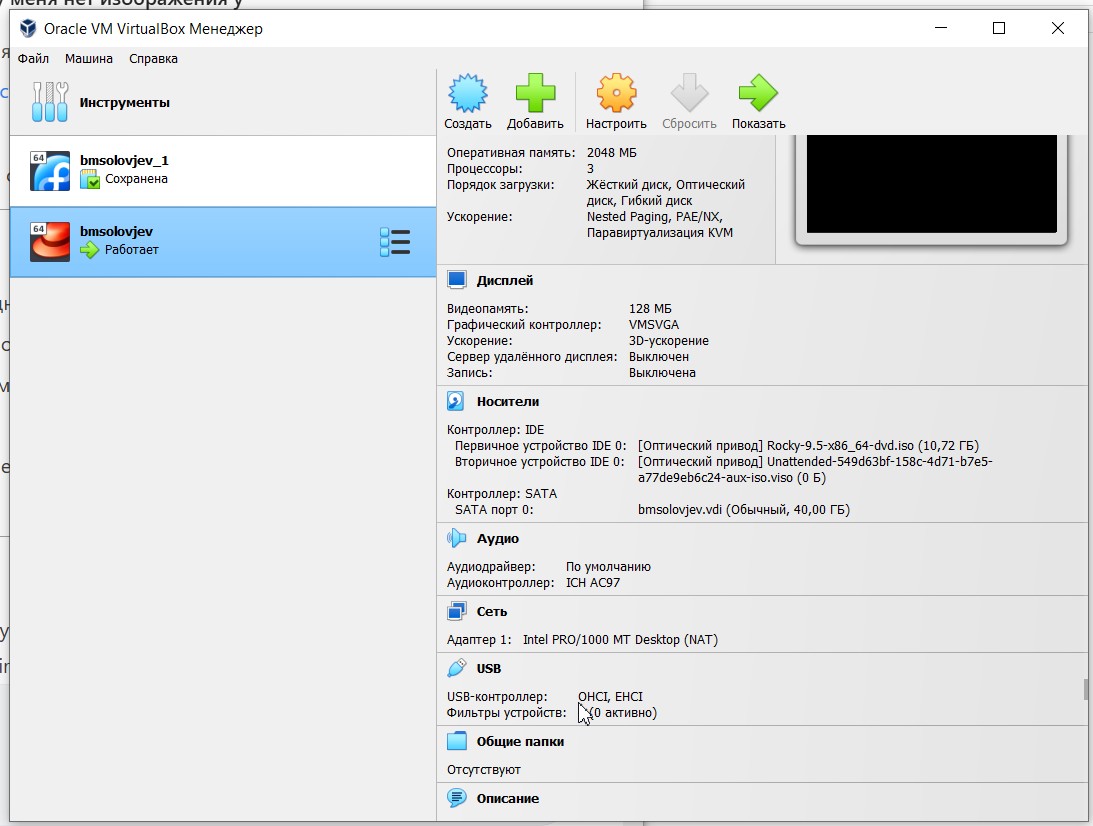 у меня нет изображения у
Oracle VM VirtualBox Менеджер
Файл Машина Справка
Инструменты
64
bmsolovjev_1
Сохранена
64
bmsolovjev
Работает
Создать Добавить Настроить Сбросить Показать
Оперативная память: 2048 МБ
Процессоры: 3
Порядок загрузки: Жёсткий диск, Оптический
диск, Гибкий диск
Ускорение: Nested Paging, PAE/NX,
Паравиртуализация KVM
Дисплей
Видеопамять: 128 МБ
Графический контроллер: VMSVGA
Ускорение: 3D-ускорение
Сервер удалённого дисплея: Выключен
Запись: Выключена
Носители
Контроллер: IDE
Первичное устройство IDE 0: [Оптический привод] Rocky-9.5-x86_64-dvd.iso (10,72 ГБ)
Вторичное устройство IDE 0: [Оптический привод] Unattended-549d63bf-158c-4d71-b7e5-
a77de9eb6c24-aux-iso.viso (0 Б)
Контроллер: SATA
SATA порт 0: bmsolovjev.vdi (Обычный, 40,00 ГБ)
Аудио
Аудиодрайвер: По умолчанию
Аудиоконтроллер: ICH AC97
Сеть
Адаптер 1: Intel PRO/1000 MT Desktop (NAT)
USB
USB-контроллер: OHCI, EHCI
Фильтры устройств: (0 активно)
Общие папки
Отсутствуют
Описание